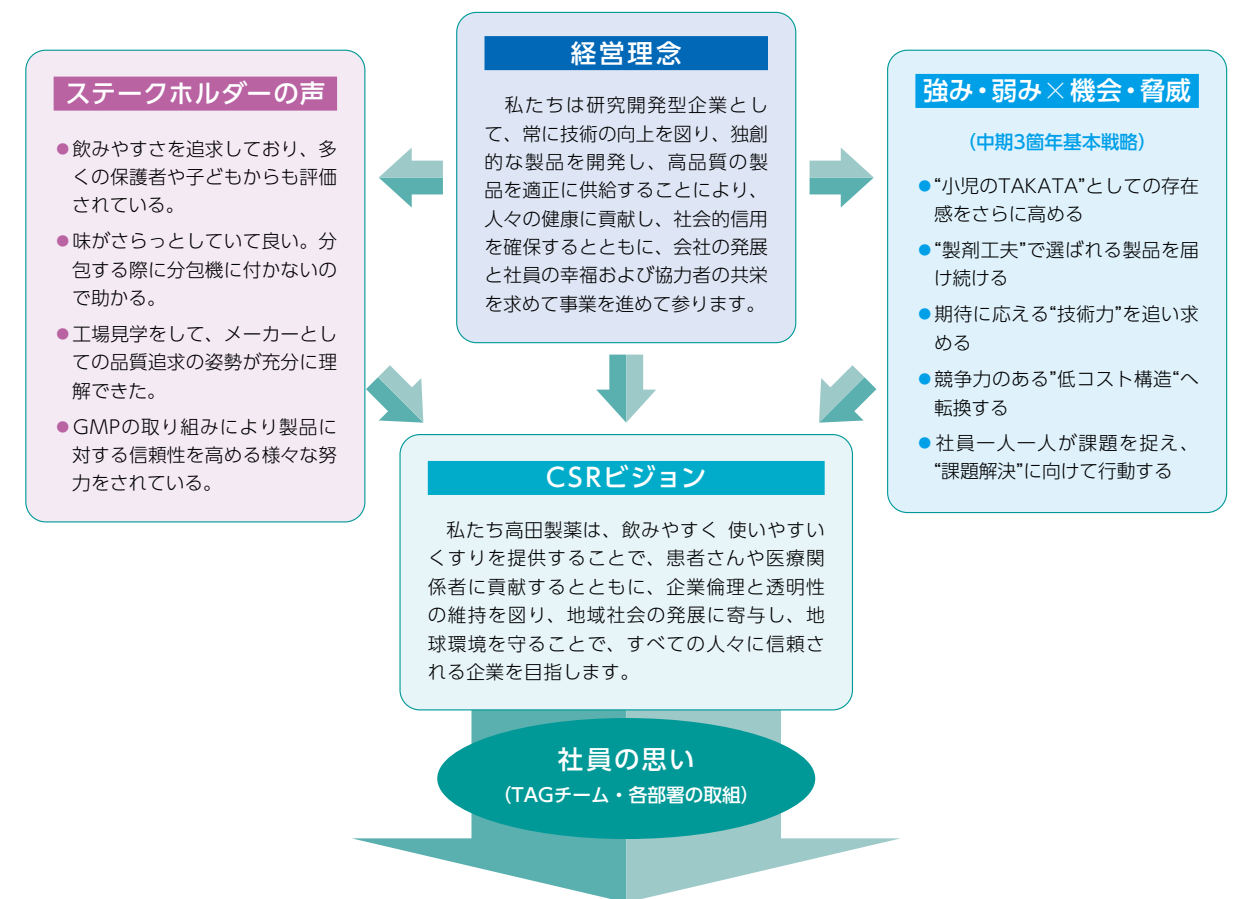 経営理念
私たちは研究開発型企業とし
て、常に技術の向上を図り、独創
的な製品を開発し、高品質の製
品を適正に供給することにより、
人々の健康に貢献し、社会的信用
を確保するとともに、会社の発展
と社員の幸福および協力者の共栄
を求めて事業を進めて参ります。
ステークホルダーの声
●飲みやすさを追求しており、多
くの保護者や子どもからも評価
されている。
●味がさらっとしていて良い。分
包する際に分包機に付かないの
で助かる。
●工場見学をして、メーカーとし
ての品質追求の姿勢が充分に理
解できた。
●GMPの取り組みにより製品に
対する信頼性を高める様々な努
力をされている。
強み・弱み×機会・脅威
(中期3箇年基本戦略)
●“小児のTAKATA”としての存在
感をさらに高める
●“製剤工夫”で選ばれる製品を届
け続ける
●期待に応える“技術力”を追い求
める
●競争力のある”低コスト構造“へ
転換する
●社員一人一人が課題を捉え、
“課題解決”に向けて行動する
CSRビジョン
私たち高田製薬は、飲みやすく 使いやすい
くすりを提供することで、患者さんや医療関
係者に貢献するとともに、企業倫理と透明性
の維持を図り、地域社会の発展に寄与し、地
球環境を守ることで、すべての人々に信頼さ
れる企業を目指します。
社員の思い
(TAGチーム・各部署の取組)